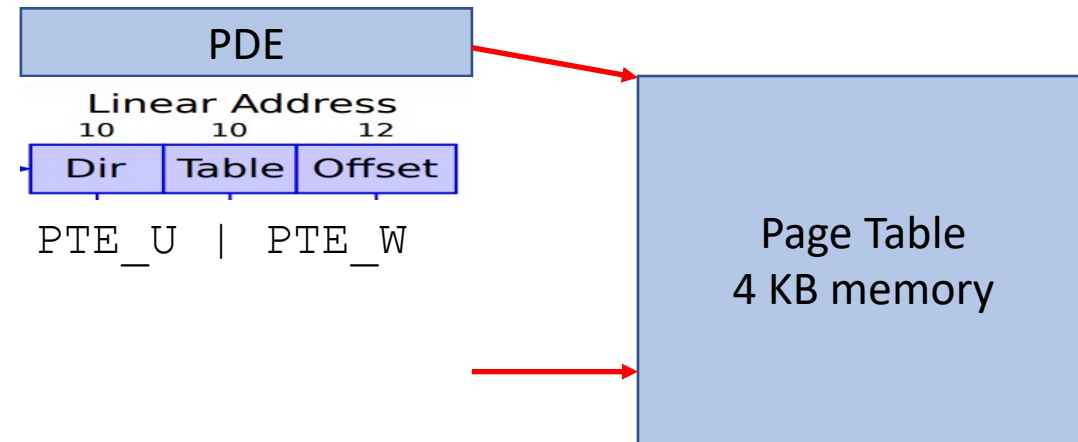 PDE
Linear Address
10 10 12
Dir Table Offset
PTE_U | PTE_W
Page Table
4 KB memory